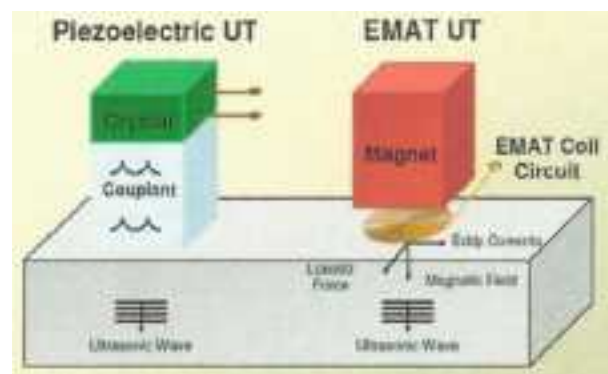 Piezoelectric UT
EMAT UT
Crystal
Magnet
EMAT Coil
Circuit
Couplant
Eddy Currents
Lorentz
Force
Magnetic Field
Ultrasonic Wave
Ultrasonic Wave